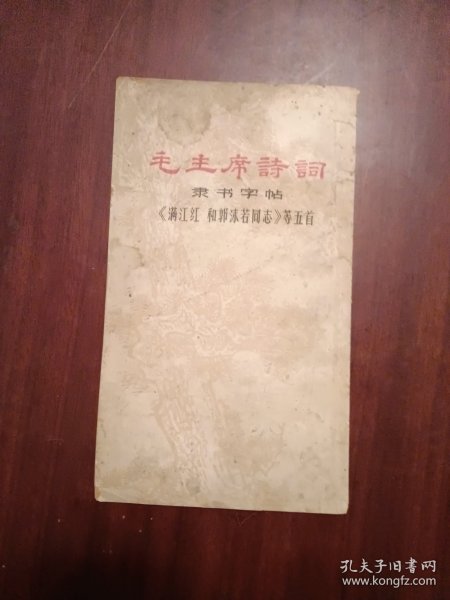 毛主席詩詞
隶书字帖
《满江红 和郭沫若同志》等五首
孔夫子旧书网
www.kongfz.com